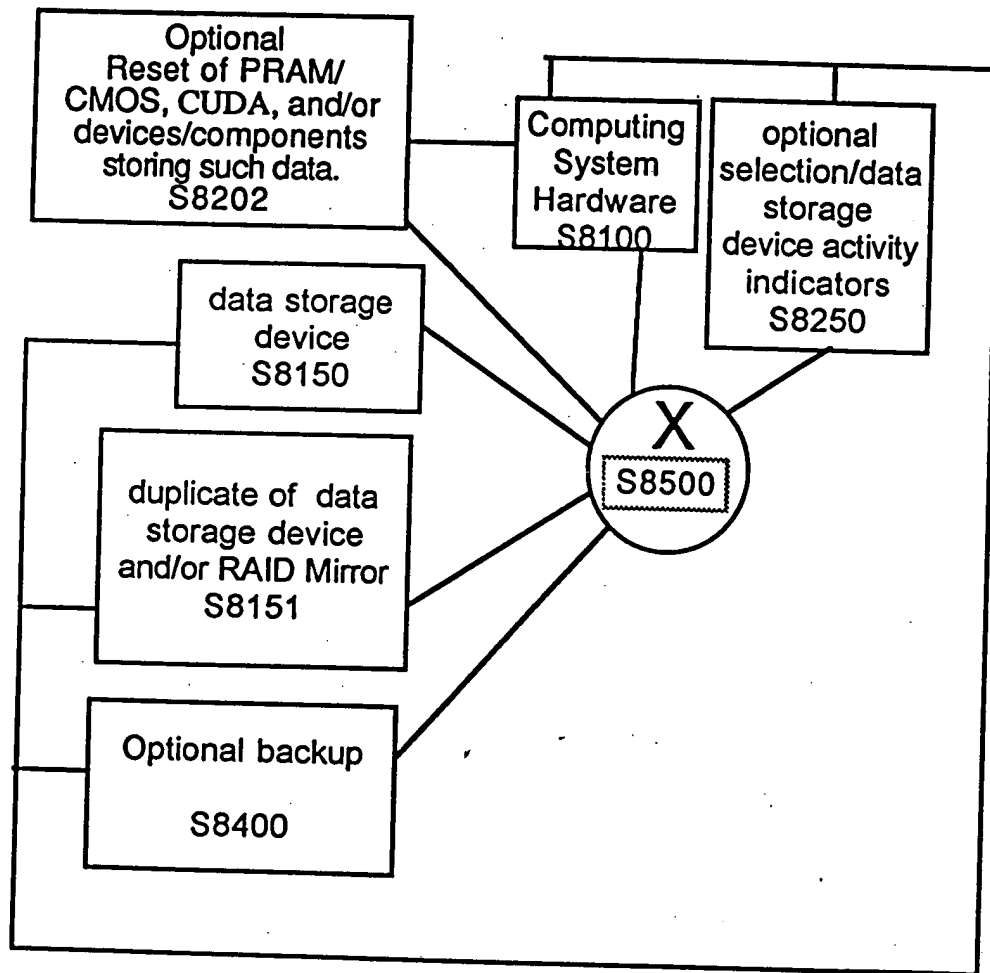 Optional
Reset of PRAM/
CMOS, CUDA, and/or
devices/components
storing such data.
S8202
Computing
System
Hardware
S8100
optional
selection/data
storage
device activity
indicators
S8250
data storage
device
S8150
X
S8500
duplicate of data
storage device
and/or RAID Mirror
S8151
Optional backup
S8400